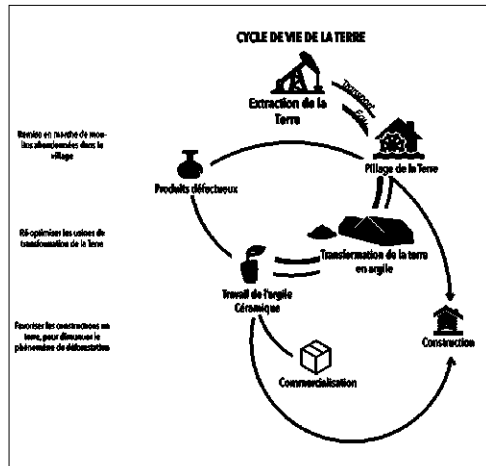 CYCLE DE VIE DE LA TERRE
Transport
Eau
Extraction de la
Terre
Remise en marche de mou-
lins abandonnées dans le
village
Pillage de la Terre
Produits défectueux
Ré-optimiser les usines de
transformation de la Terre
Transformation de la terre
en argile
Travail de l'argile
Céramique
Favoriser les constructions en
terre, pour diminuer le
phénomène de déforestation
Construction
Commercialisation